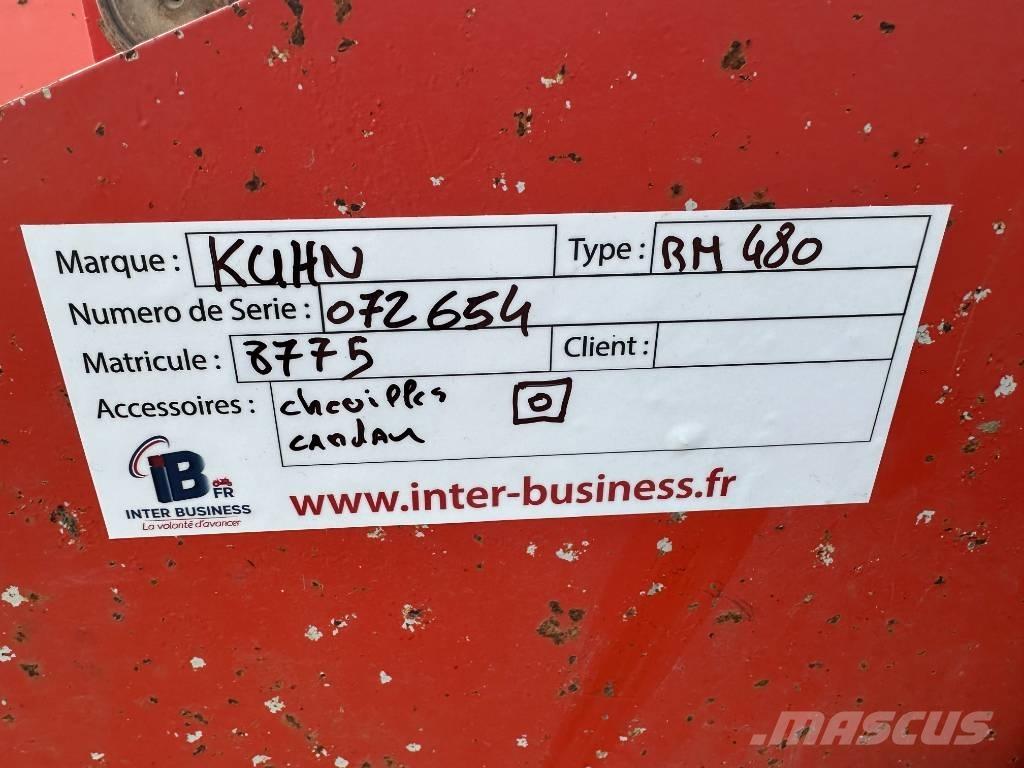 Marque : KUHN Type : RM 480
Numero de Serie : 072654
Matricule : 8775 Client :
Accessoires : chevilles O
cardan
iB FR
INTER BUSINESS
La volonté d'avancer
www.inter-business.fr
MASCUS